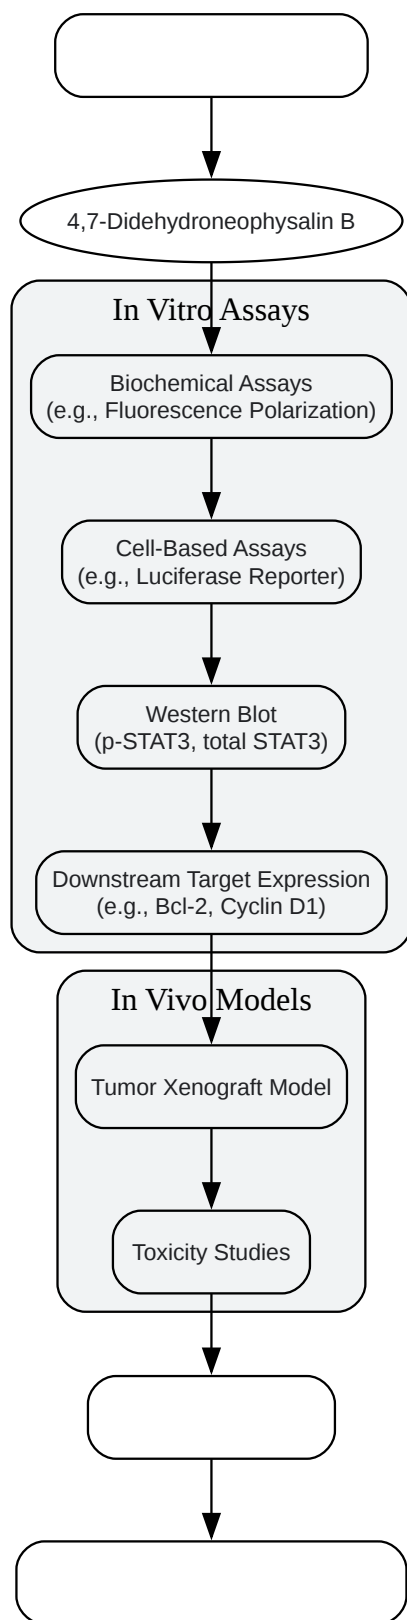 4,7-Didehydroneophysalin B
In Vitro Assays
Biochemical Assays
(e.g., Fluorescence Polarization)
Cell-Based Assays
(e.g., Luciferase Reporter)
Western Blot
(p-STAT3, total STAT3)
Downstream Target Expression
(e.g., Bcl-2, Cyclin D1)
In Vivo Models
Tumor Xenograft Model
Toxicity Studies